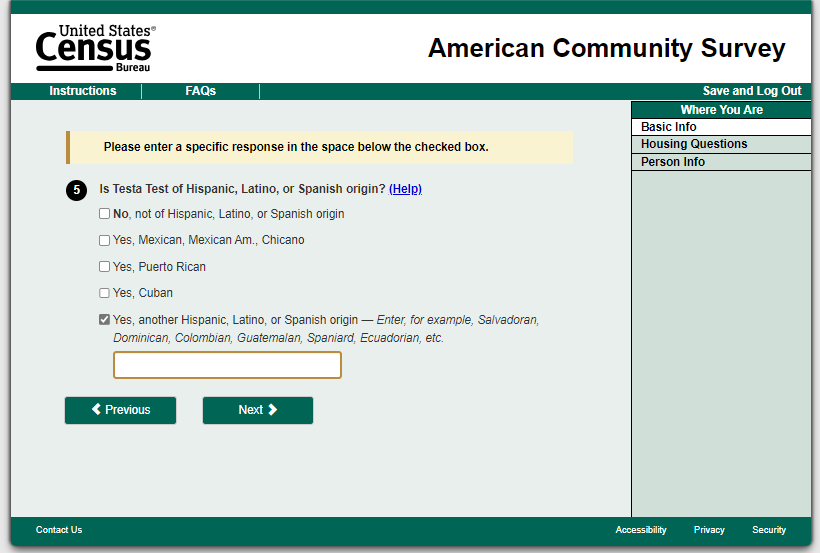 United States®
Census
Bureau
American Community Survey
Instructions FAQs Save and Log Out
Where You Are
Basic Info
Housing Questions
Person Info
Please enter a specific response in the space below the checked box.
5 Is Testa Test of Hispanic, Latino, or Spanish origin? (Help)
No, not of Hispanic, Latino, or Spanish origin
Yes, Mexican, Mexican Am., Chicano
Yes, Puerto Rican
Yes, Cuban
Yes, another Hispanic, Latino, or Spanish origin — Enter, for example, Salvadoran,
Dominican, Colombian, Guatemalan, Spaniard, Ecuadorian, etc.
Previous Next
Contact Us Accessibility Privacy Security